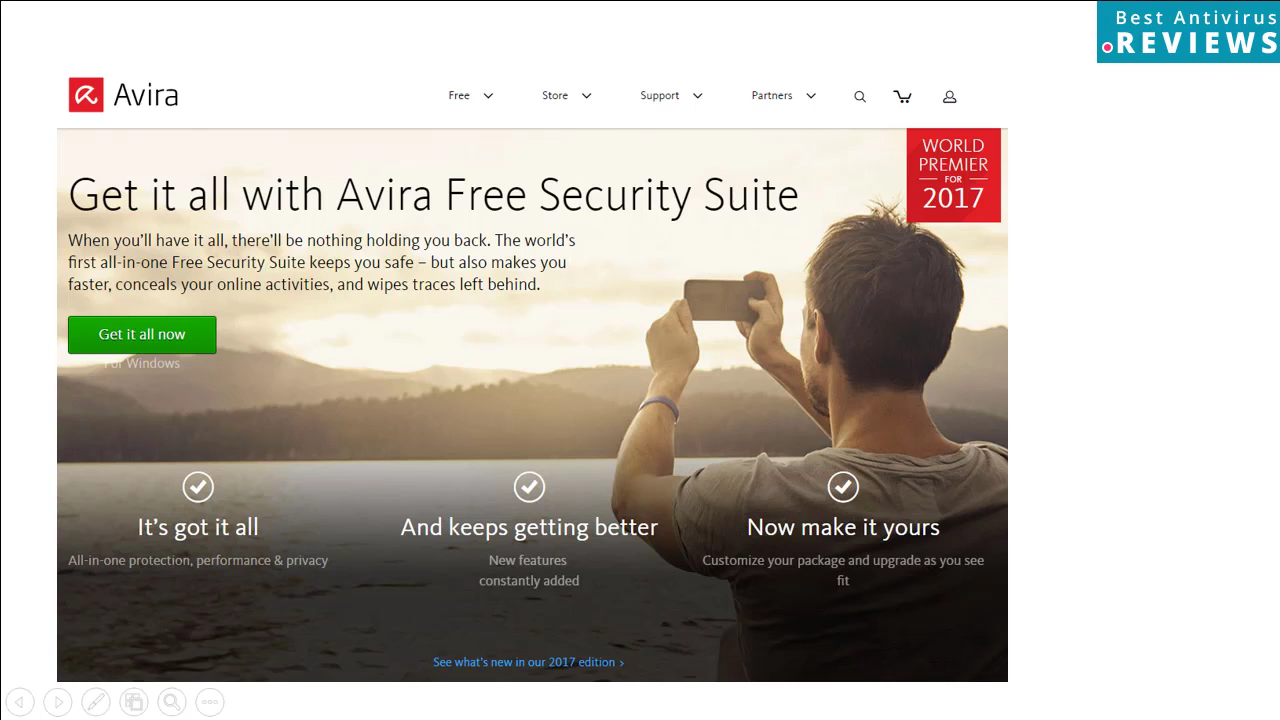 Best Antivirus
.REVIEWS
Avira
Free
Store
Support
Partners
WORLD
PREMIER
FOR
2017
Get it all with Avira Free Security Suite
When you'll have it all, there'll be nothing holding you back. The world's
first all-in-one Free Security Suite keeps you safe – but also makes you
faster, conceals your online activities, and wipes traces left behind.
Get it all now
For Windows
It's got it all
All-in-one protection, performance & privacy
And keeps getting better
New features
constantly added
Now make it yours
Customize your package and upgrade as you see
fit
See what's new in our 2017 edition >